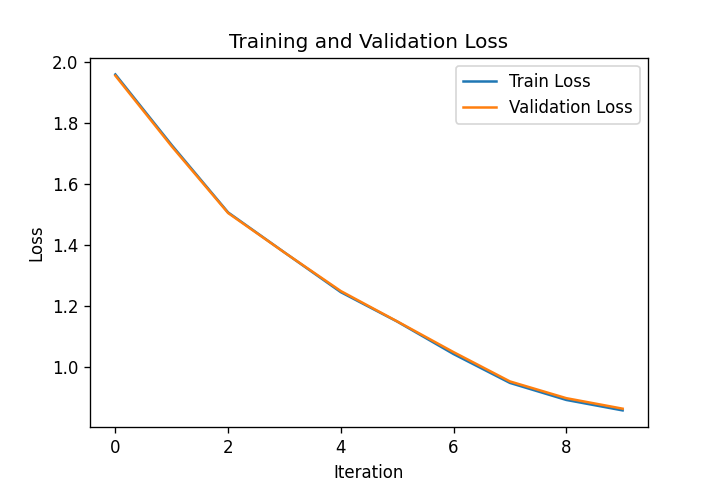 Training and Validation Loss
Train Loss
Validation Loss
Loss
2.0
1.8
1.6
1.4
1.2
1.0
0 2 4 6 8
Iteration